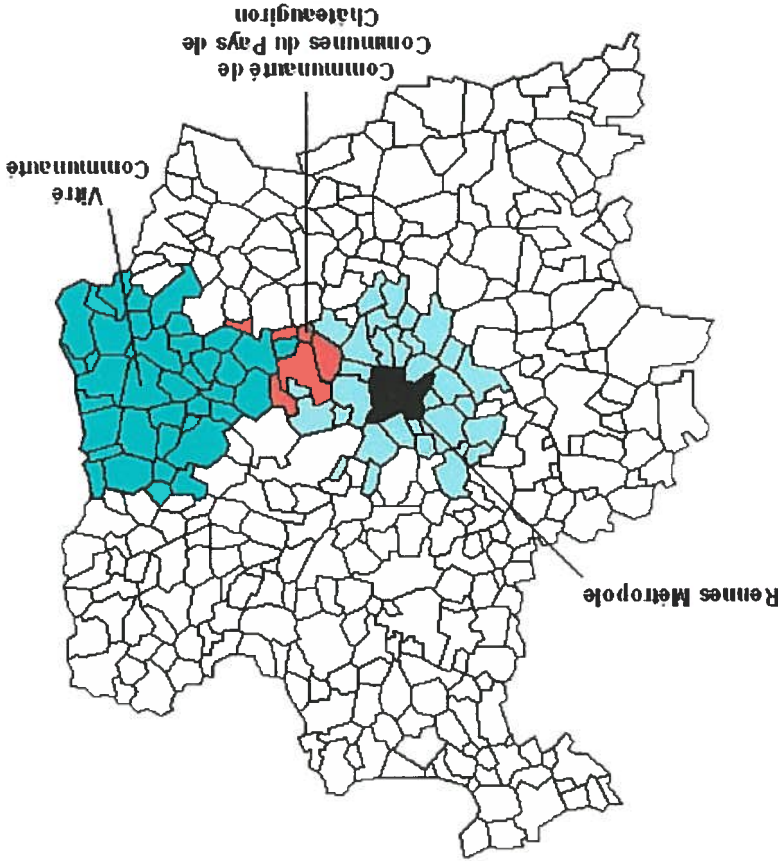 Rennes Métropole
Communauté de
Communes du Pays de
Châteaugiron
Vitré
Communauté